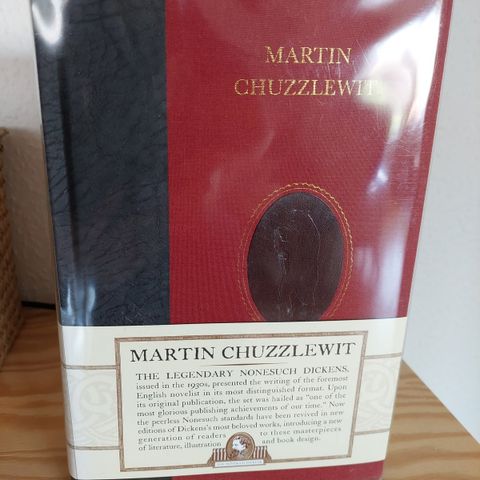 MARTIN
CHUZZLEWIT
MARTIN CHUZZLEWIT
THE LEGENDARY NONESUCH DICKENS,
issued in the 1930s, presented the writing of the foremost
English novelist in its most distinguished format. Upon
its original publication, the set was hailed as "one of the
most glorious publishing achievements of our time." Now
the peerless Nonesuch standards have been revived in new
editions of Dickens's most beloved works, introducing a new
generation of readers to these masterpieces
of literature, illustration and book design.